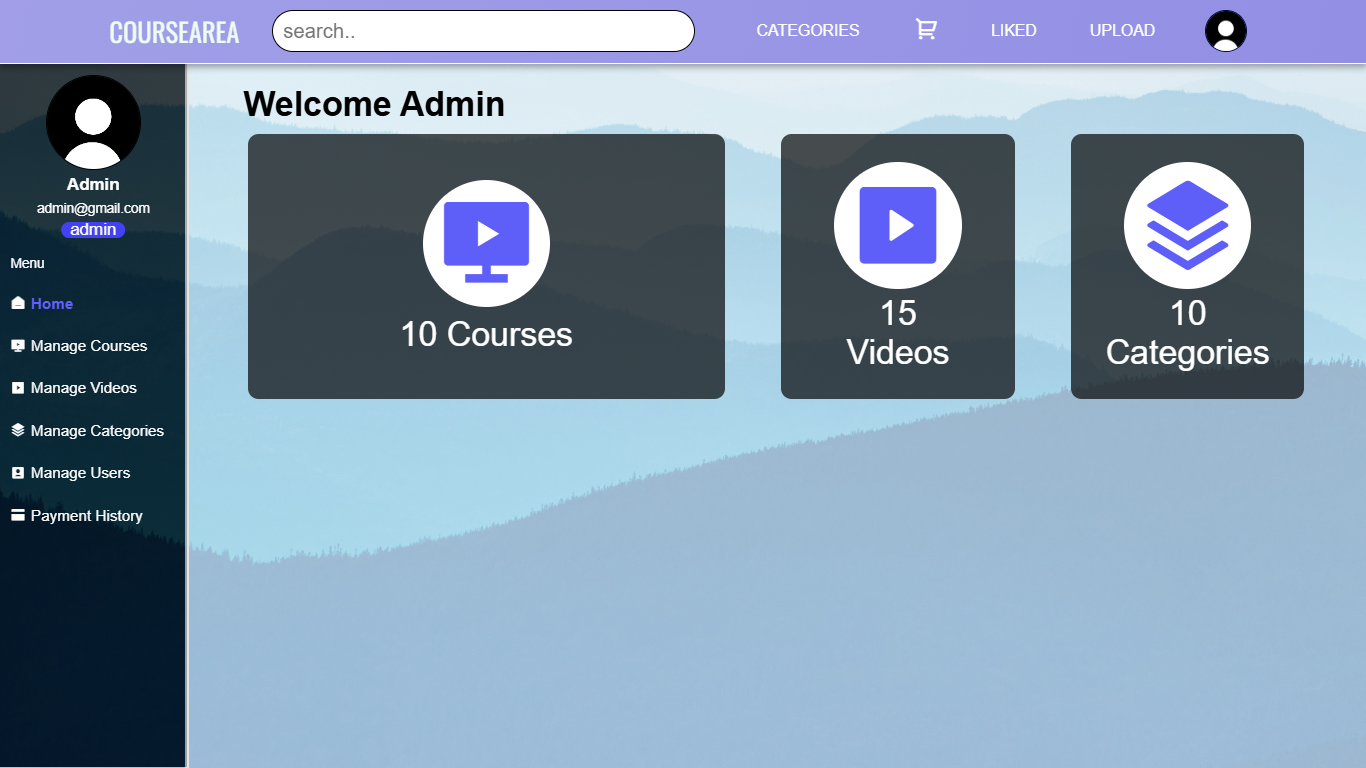 COURSEAREA
search..
CATEGORIES
LIKED
UPLOAD
Admin
admin@gmail.com
admin
Menu
Home
Manage Courses
Manage Videos
Manage Categories
Manage Users
Payment History
Welcome Admin
10 Courses
15
Videos
10
Categories